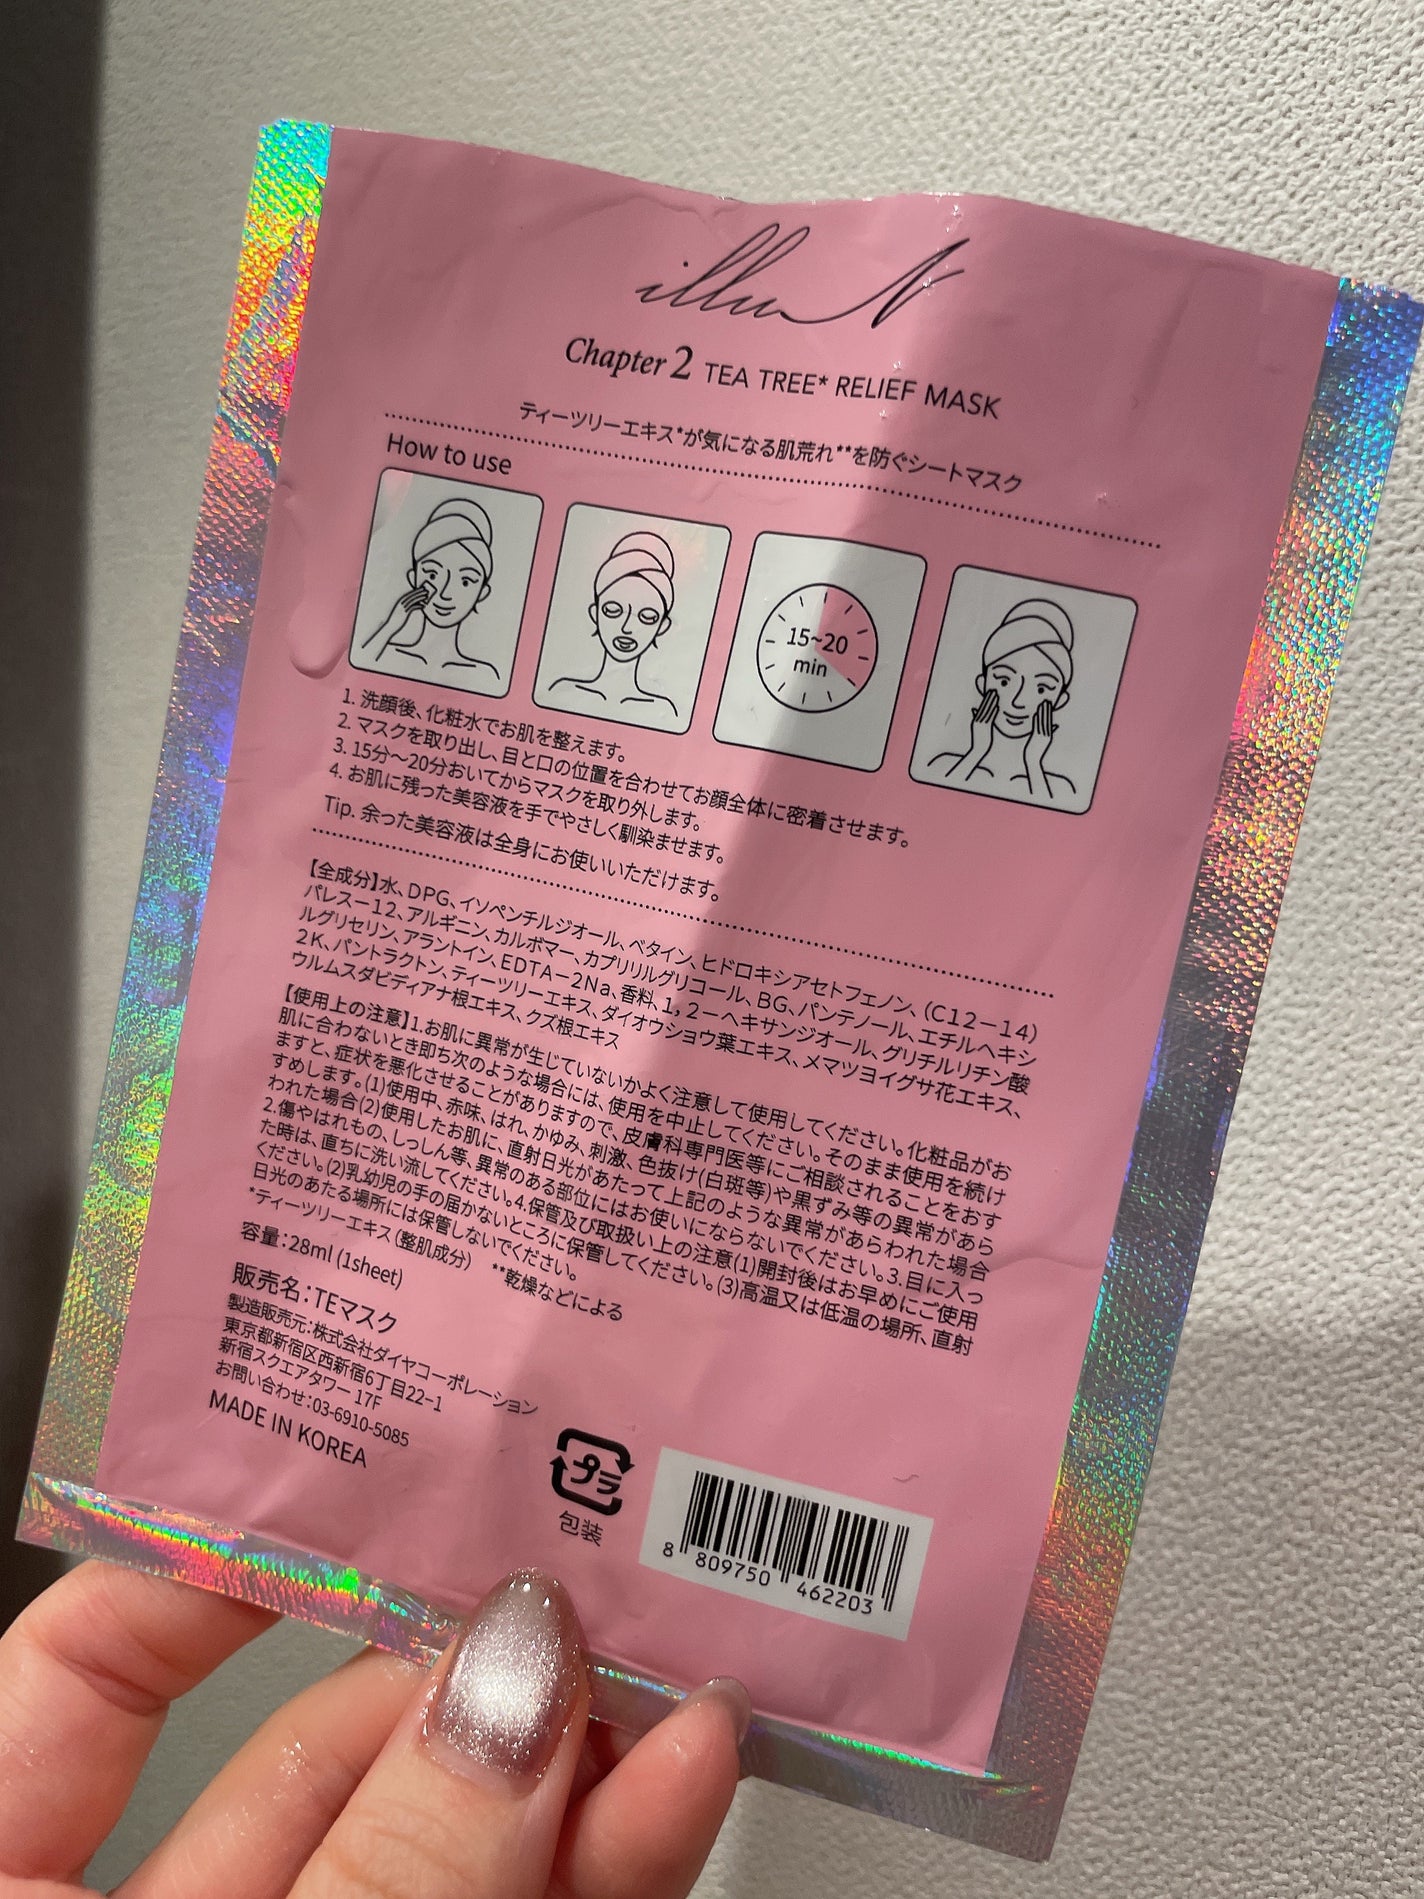 illu N
Chapter 2 TEA TREE* RELIEF MASK
ティーツリーエキス*が気になる肌荒れ**を防ぐシートマスク
How to use
15~20
min
1. 洗顔後、化粧水でお肌を整えます。
2. マスクを取り出し、目と口の位置を合わせてお顔全体に密着させます。
3. 15分〜20分おいてからマスクを取り外します。
4. お肌に残った美容液を手でやさしく馴染ませます。
Tip. 余った美容液は全身にお使いいただけます。
【全成分】水、DPG、イソペンチルジオール、ベタイン、ヒドロキシアセトフェノン、(C12−14)
パレスー12、アルギニン、カルボマー、カプリリルグリコール、BG、パンテノール、エチルヘキシ
ルグリセリン、アラントイン、EDTA−2Na、香料、1,2−ヘキサンジオール、グリチルリチン酸
2K、パントラクトン、ティーツリーエキス、ダイオウショウ葉エキス、メマツヨイグサ花エキス、
ウルムスダビディアナ根エキス、クズ根エキス
【使用上の注意】1.お肌に異常が生じていないかよく注意して使用してください。化粧品がお
肌に合わないとき即ち次のような場合には、使用を中止してください。そのまま使用を続け
ますと、症状を悪化させることがありますので、皮膚科専門医等にご相談されることをおす
すめします。(1)使用中、赤味、はれ、かゆみ、刺激、色抜け(白斑等)や黒ずみ等の異常があら
われた場合(2)使用したお肌に、直射日光があたって上記のような異常があらわれた場合
2.傷やはれもの、しっしん等、異常のある部位にはお使いにならないでください。3.目に入っ
た時は、直ちに洗い流してください。4.保管及び取扱い上の注意(1)開封後はお早めにご使用
ください。(2)乳幼児の手の届かないところに保管してください。(3)高温又は低温の場所、直射
日光のあたる場所には保管しないでください。
*ティーツリーエキス(整肌成分) **乾燥などによる
容量:28ml (1sheet)
販売名:TEマスク
製造販売元:株式会社ダイヤコーポレーション
東京都新宿区西新宿6丁目22−1
新宿スクエアタワー 17F
お問い合わせ:03-6910-5085
MADE IN KOREA
プラ
包装
8 809750 462203